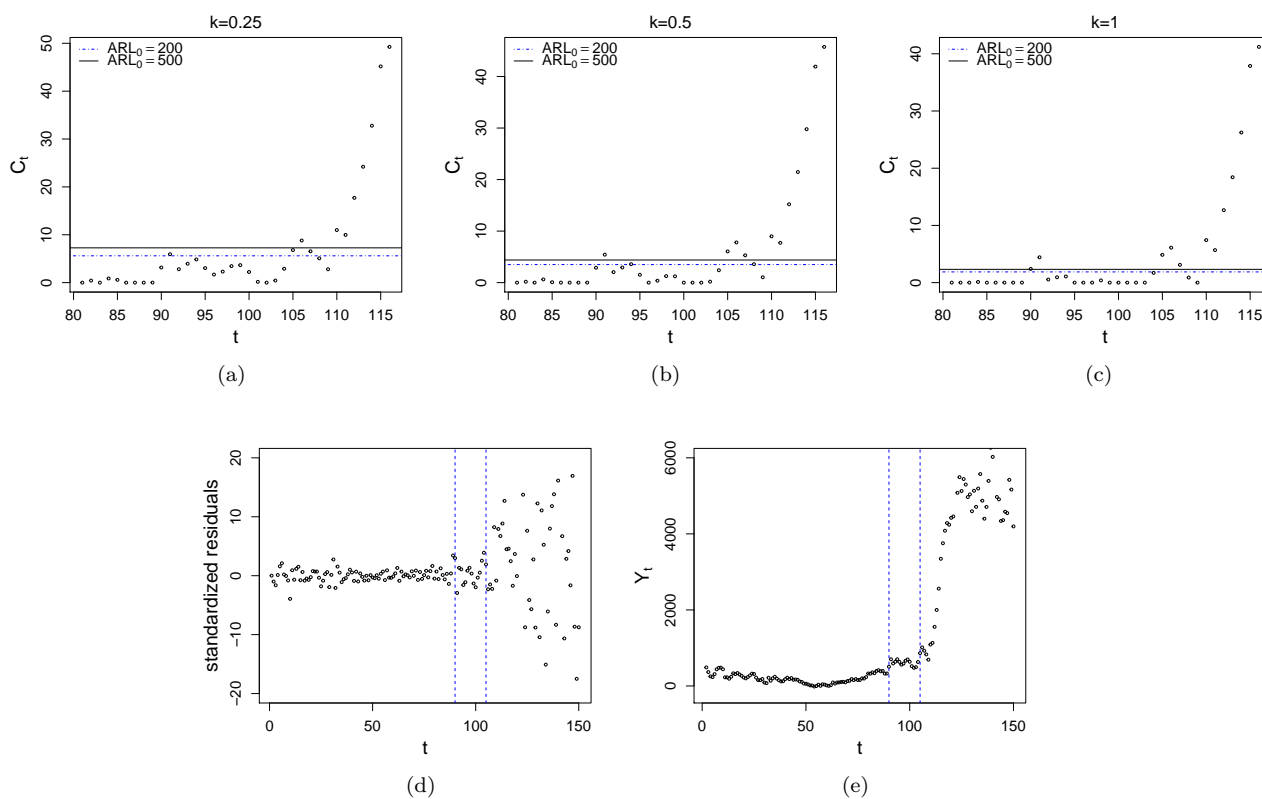 k=0.25
ARL₀ = 200
ARL₀ = 500
Cₜ
0 10 20 30 40 50
80 85 90 95 100 105 110 115
t
(a)
k=0.5
ARL₀ = 200
ARL₀ = 500
Cₜ
0 10 20 30 40
80 85 90 95 100 105 110 115
t
(b)
k=1
ARL₀ = 200
ARL₀ = 500
Cₜ
0 10 20 30 40
80 85 90 95 100 105 110 115
t
(c)
standardized residuals
−20 −10 0 10 20
0 50 100 150
t
(d)
Yₜ
0 2000 4000 6000
0 50 100 150
t
(e)